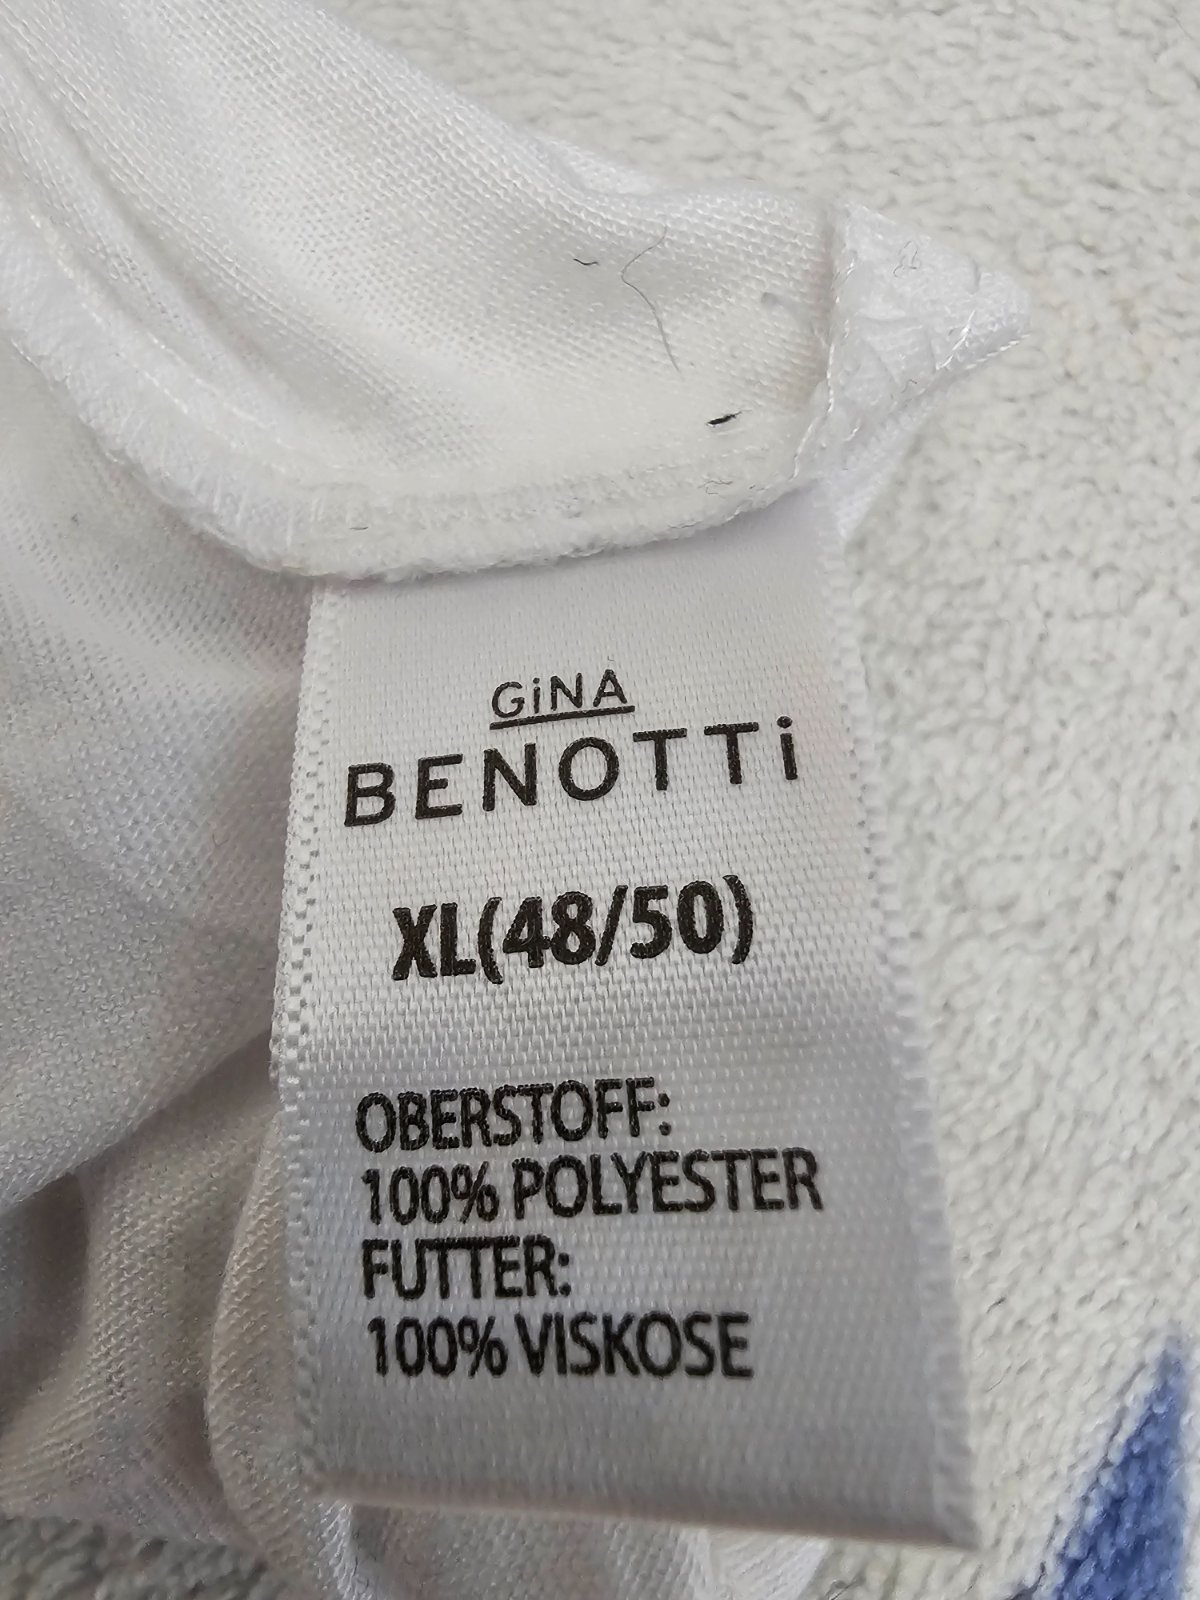 GiNA
BENOTTi
XL(48/50)
OBERSTOFF:
100% POLYESTER
FUTTER:
100% VISKOSE